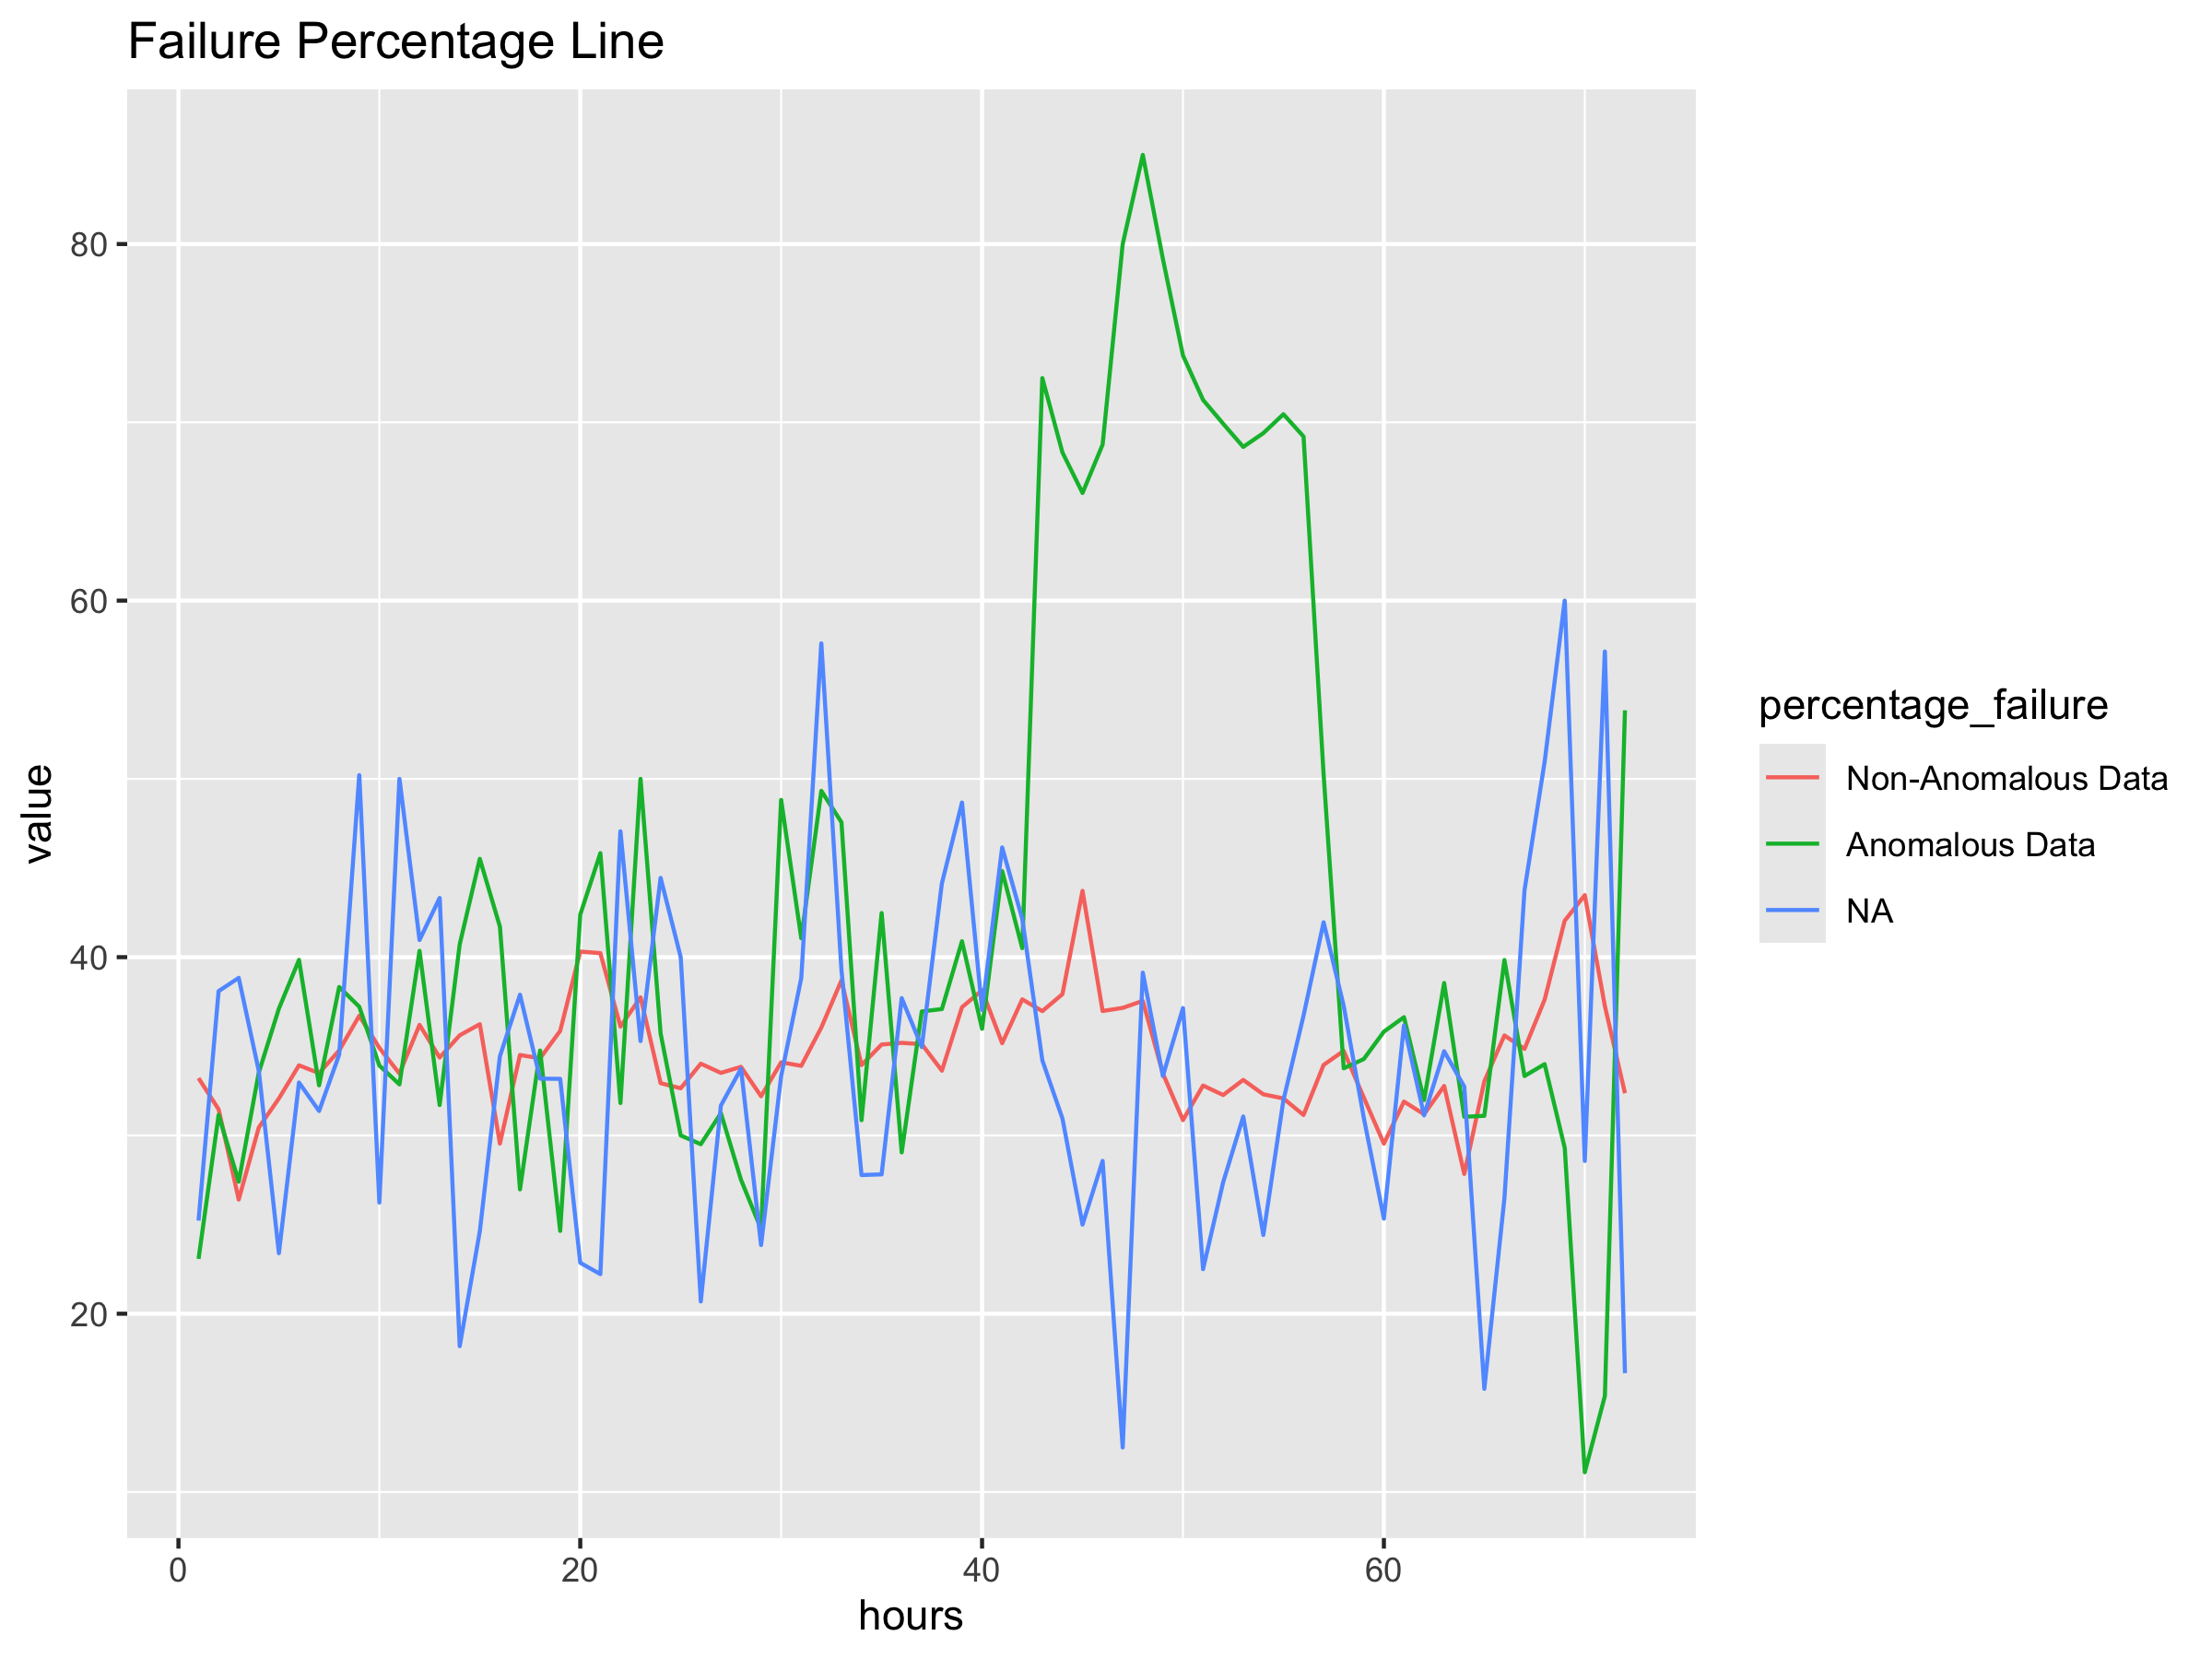 Failure Percentage Line
80
60
40
20
value
0
20
40
60
hours
percentage_failure
Non-Anomalous Data
Anomalous Data
NA